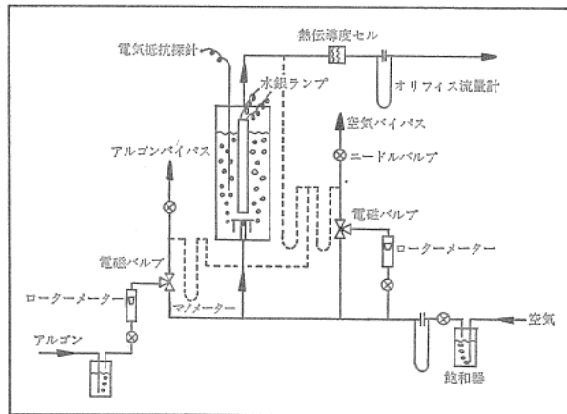 熱伝導度セル
電気抵抗探針
水銀ランプ
オリフィス流量計
空気バイパス
アルゴンバイパス
ニードルバルブ
電磁バルブ
ローターメーター
電磁バルブ
ローターメーター
マノメーター
アルゴン
空気
飽和器